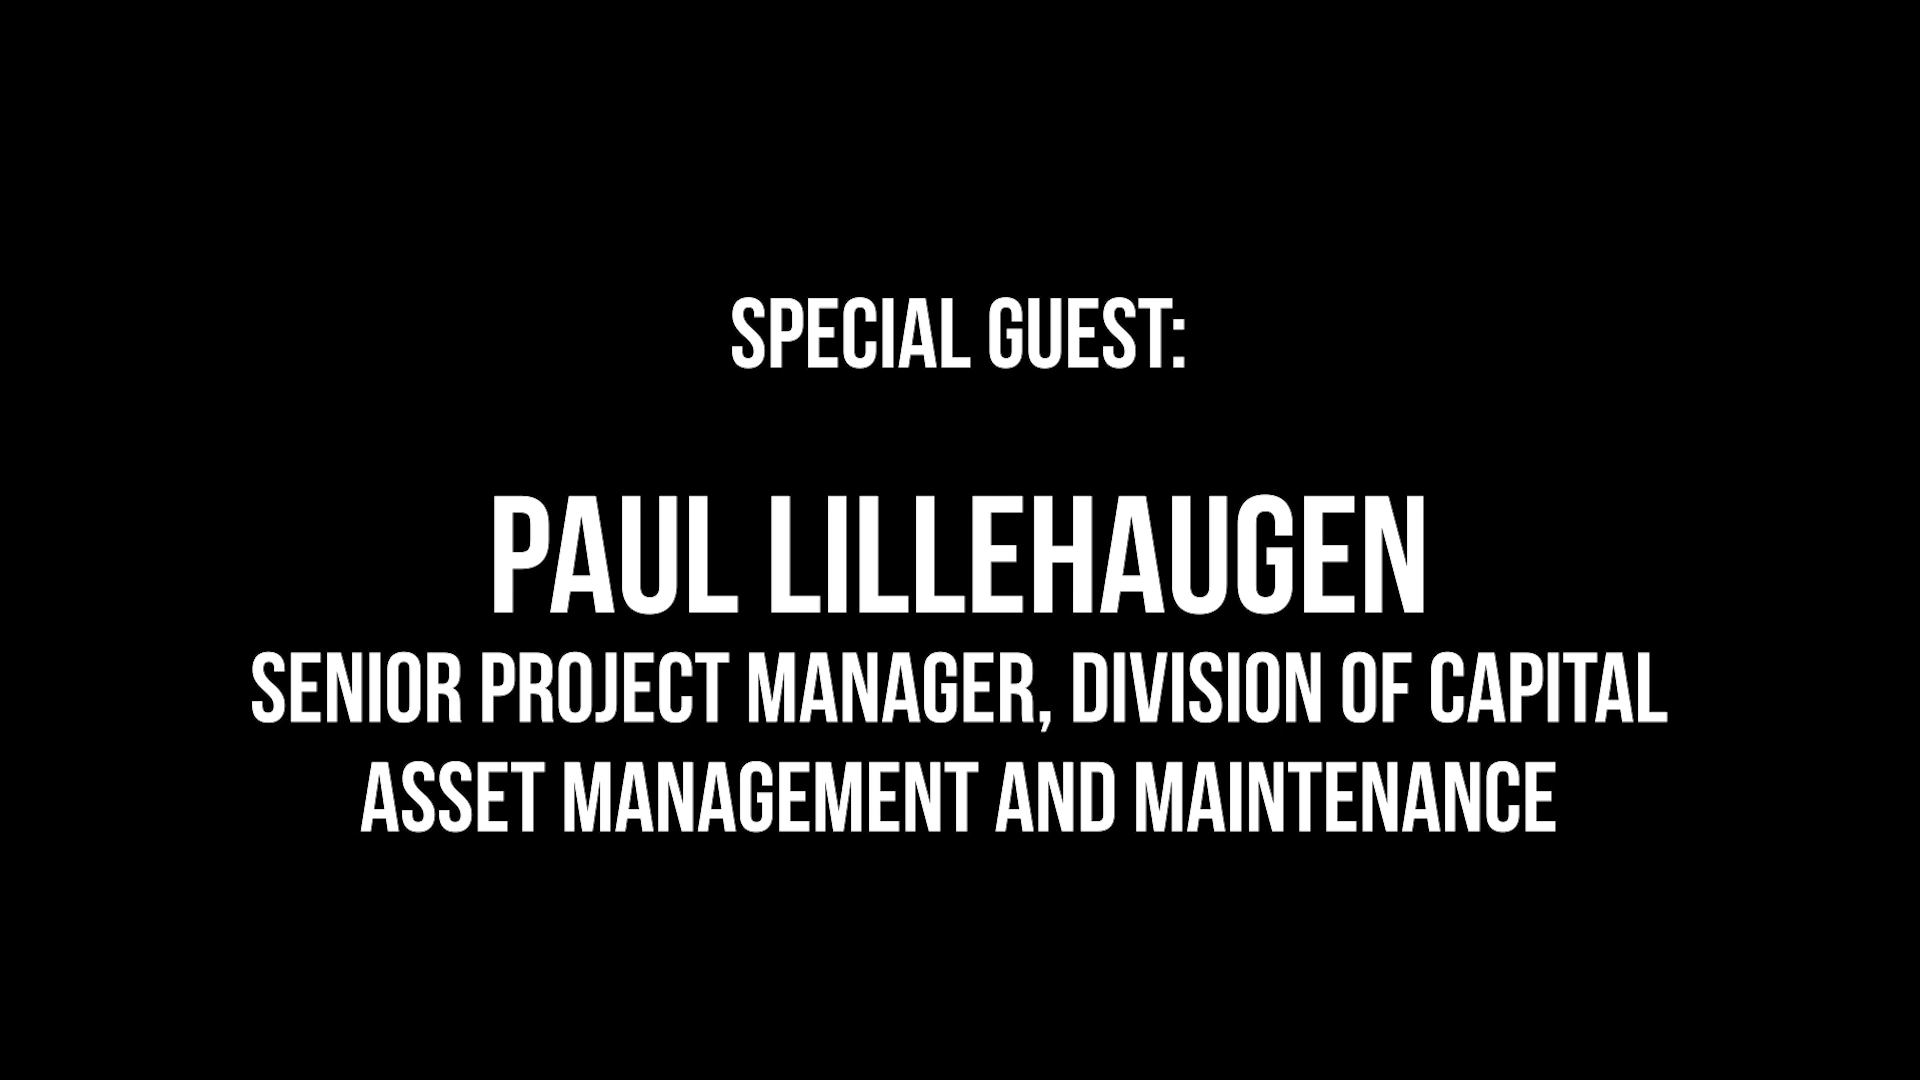 SPECIAL GUEST:
PAUL LILLEHAUGEN
SENIOR PROJECT MANAGER, DIVISION OF CAPITAL
ASSET MANAGEMENT AND MAINTENANCE